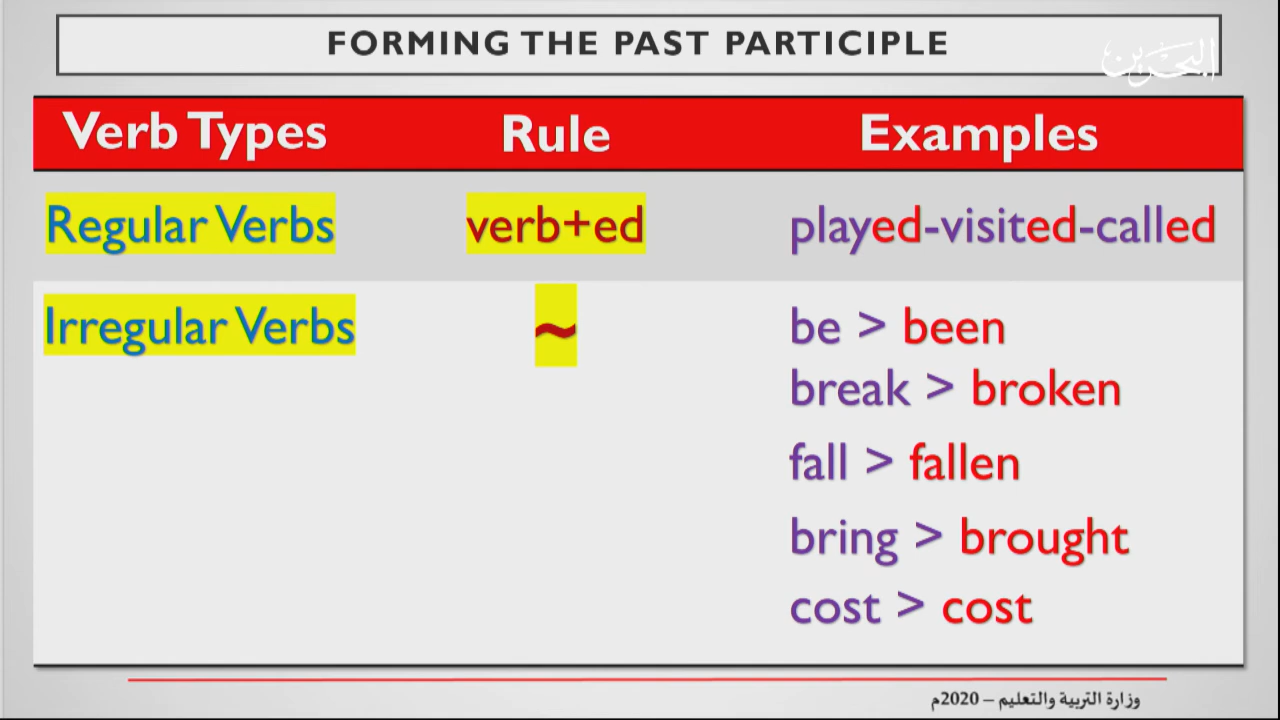 FORMING THE PAST PARTICIPLE
البحرين
Verb Types Rule Examples
Regular Verbs verb+ed played-visited-called
Irregular Verbs ~ be > been
break > broken
fall > fallen
bring > brought
cost > cost
وزارة التربية والتعليم – 2020م